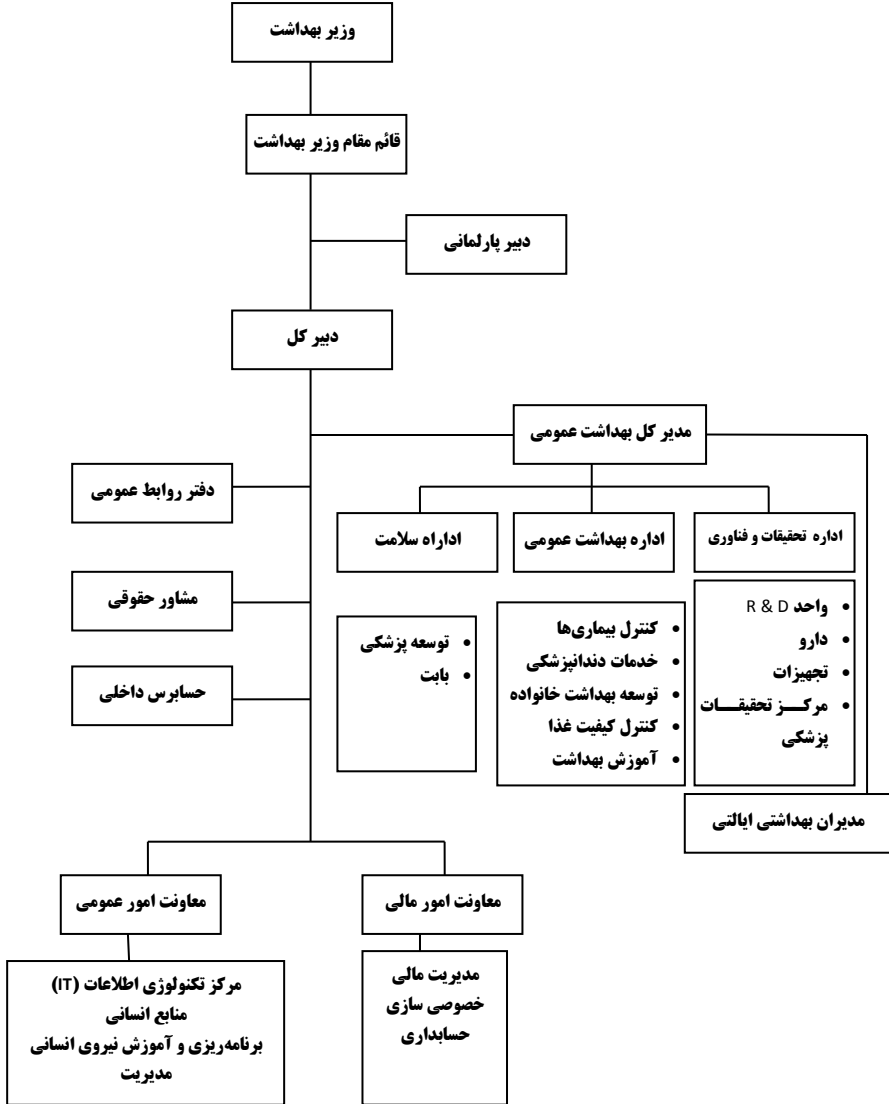 وزیر بهداشت
قائم مقام وزیر بهداشت
دبیر پارلمانی
دبیر کل
مدیر کل بهداشت عمومی
دفتر روابط عمومی
مشاور حقوقی
حسابرس داخلی
اداره تحقیقات و فناوری
اداره بهداشت عمومی
اداراه سلامت
• واحد R & D
• دارو
• تجهیزات
• مرکـــز تحقیقـــات
پزشکی
• کنترل بیماری‌ها
• خدمات دندانپزشکی
• توسعه بهداشت خانواده
• کنترل کیفیت غذا
• آموزش بهداشت
• توسعه پزشکی
• بابت
مدیران بهداشتی ایالتی
معاونت امور مالی
معاونت امور عمومی
مدیریت مالی
خصوصی سازی
حسابداری
مرکز تکنولوژی اطلاعات (IT)
منابع انسانی
برنامه‌ریزی و آموزش نیروی انسانی
مدیریت